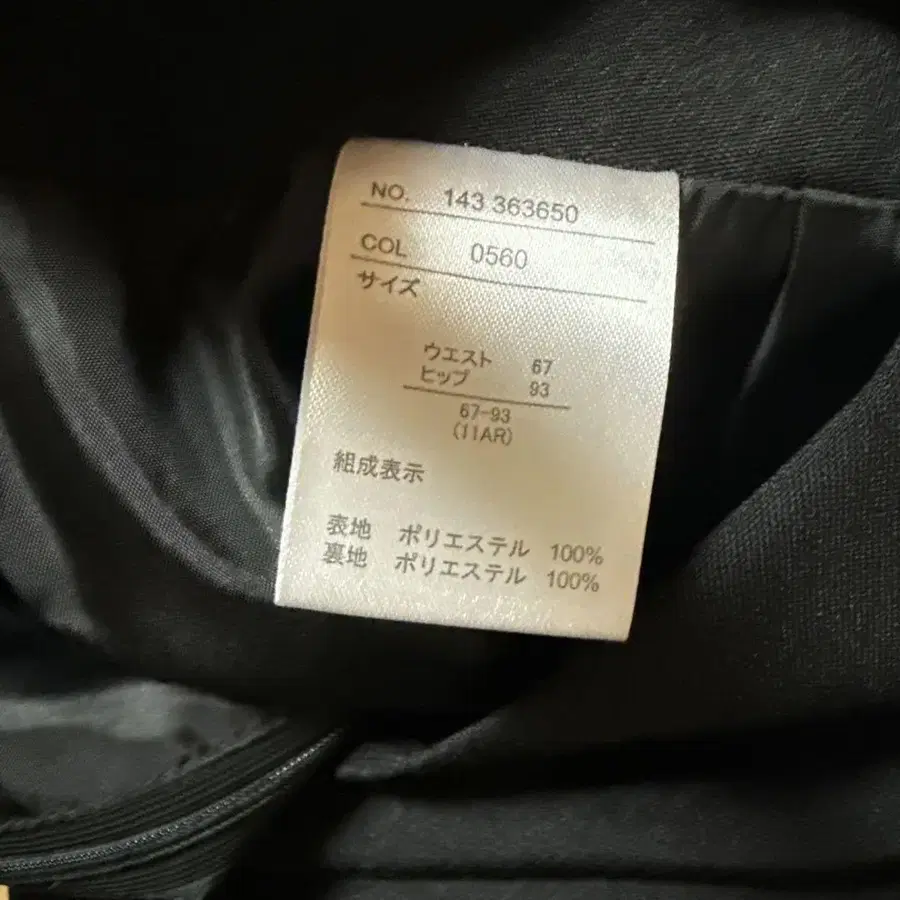 NO. 143 363650
COL 0560
サイズ
ウエスト 67
ヒップ 93
67-93
(11AR)
組成表示
表地 ポリエステル 100%
裏地 ポリエステル 100%